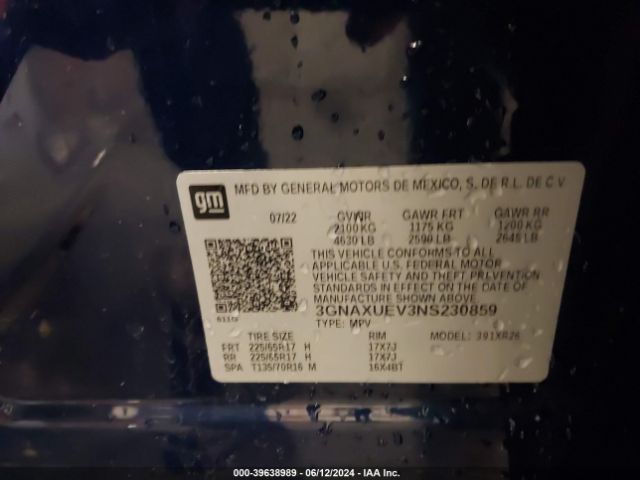 gm
MFD BY GENERAL MOTORS DE MEXICO, S. DE R.L. DE C V
07/22 GVWR GAWR FRT GAWR RR
2100 KG 1175 KG 1200 KG
4630 LB 2590 LB 2645 LB
THIS VEHICLE CONFORMS TO ALL
APPLICABLE U.S. FEDERAL MOTOR
VEHICLE SAFETY AND THEFT PREVENTION
STANDARDS IN EFFECT ON THE DATE OF
MANUFACTURE SHOWN ABOVE.
3GNAXUEV3NS230859
TYPE: MPV
TIRE SIZE RIM MODEL: 391XR26
FRT 225/65R17 H 17X7J
RR 225/65R17 H 17X7J
SPA T135/70R16 M 16X4BT
000-39638989 - 06/12/2024 - IAA Inc.